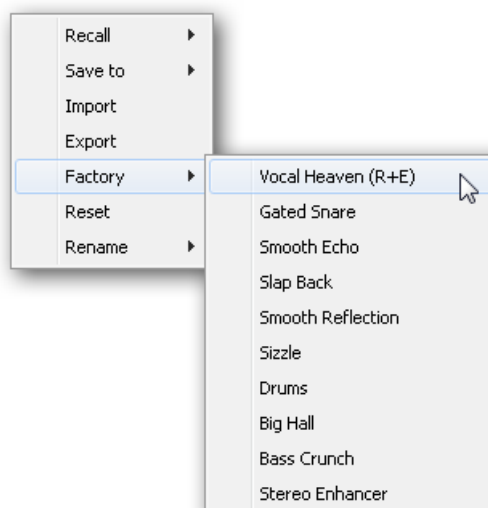 Recall
Save to
Import
Export
Factory
Reset
Rename
Vocal Heaven (R+E)
Gated Snare
Smooth Echo
Slap Back
Smooth Reflection
Sizzle
Drums
Big Hall
Bass Crunch
Stereo Enhancer